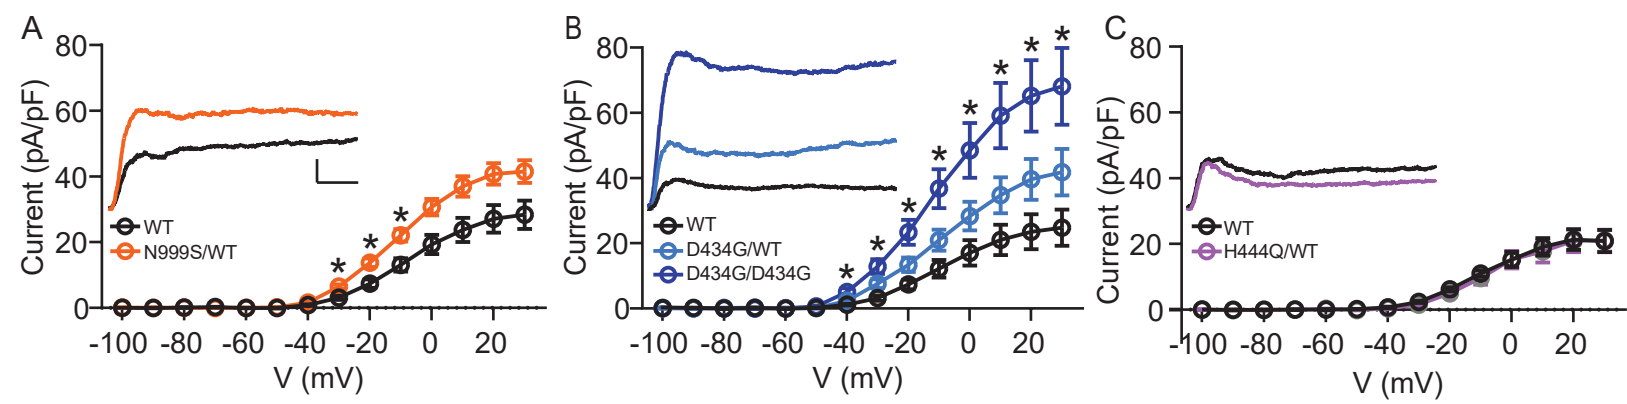 A
80
60
40
20
0
Current (pA/pF)
WT
N999S/WT
* * *
-100 -80 -60 -40 -20 0 20
V (mV)
B
80
60
40
20
0
Current (pA/pF)
WT
D434G/WT
D434G/D434G
* * * * * * * *
-100 -80 -60 -40 -20 0 20
V (mV)
C
80
60
40
20
0
Current (pA/pF)
WT
H444Q/WT
-100 -80 -60 -40 -20 0 20
V (mV)